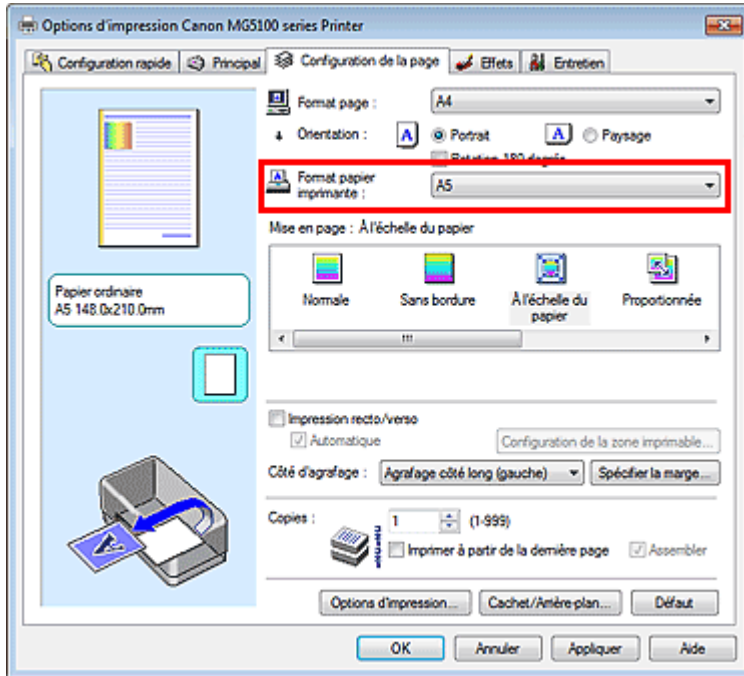 Options d'impression Canon MG5100 series Printer
Configuration rapide Principal Configuration de la page Effets Entretien
Format page : A4
Orientation : A Portrait A Paysage
Rotation 180 degrés
Format papier
imprimante : A5
Mise en page : À l'échelle du papier
Normale Sans bordure À l'échelle du
papier Proportionnée
Papier ordinaire
A5 148.0x210.0mm
Impression recto/verso
Automatique Configuration de la zone imprimable...
Côté d'agrafage : Agrafage côté long (gauche) Spécifier la marge...
Copies : 1 (1-999)
Imprimer à partir de la dernière page Assembler
Options d'impression... Cachet/Arrière-plan... Défaut
OK Annuler Appliquer Aide